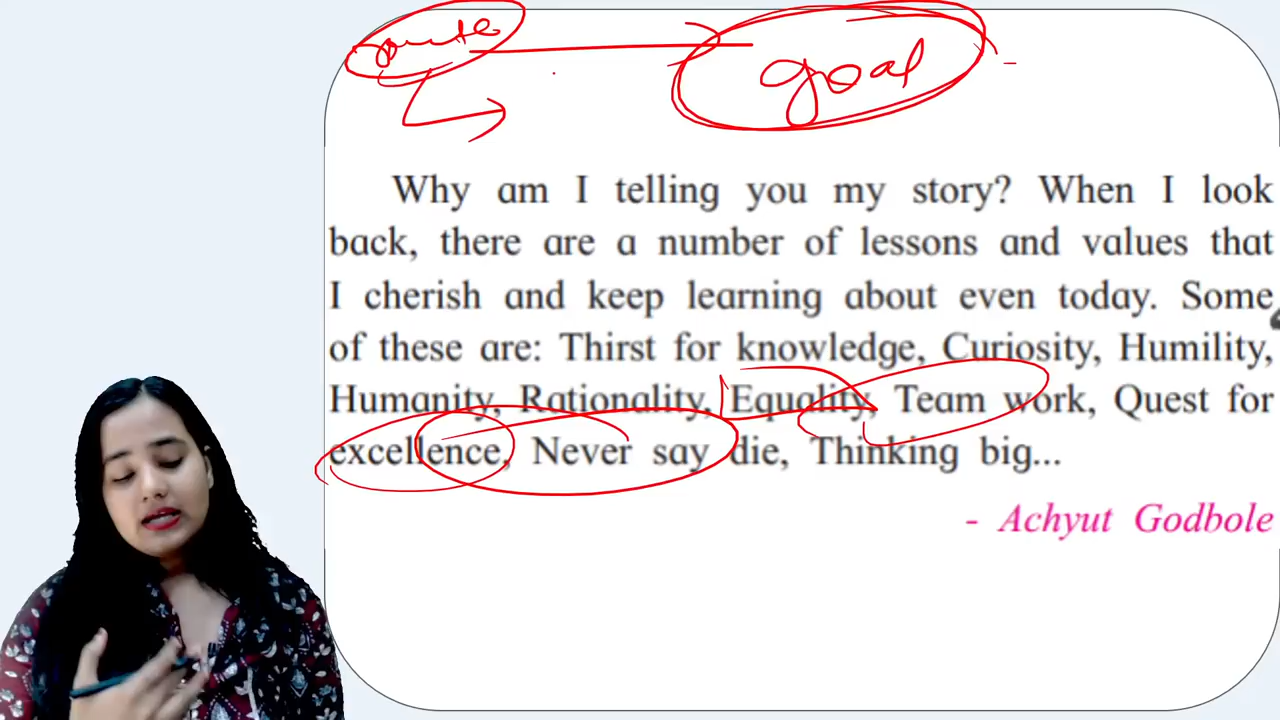 route
goal
Why am I telling you my story? When I look
back, there are a number of lessons and values that
I cherish and keep learning about even today. Some
of these are: Thirst for knowledge, Curiosity, Humility,
Humanity, Rationality, Equality, Team work, Quest for
excellence, Never say die, Thinking big...
- Achyut Godbole